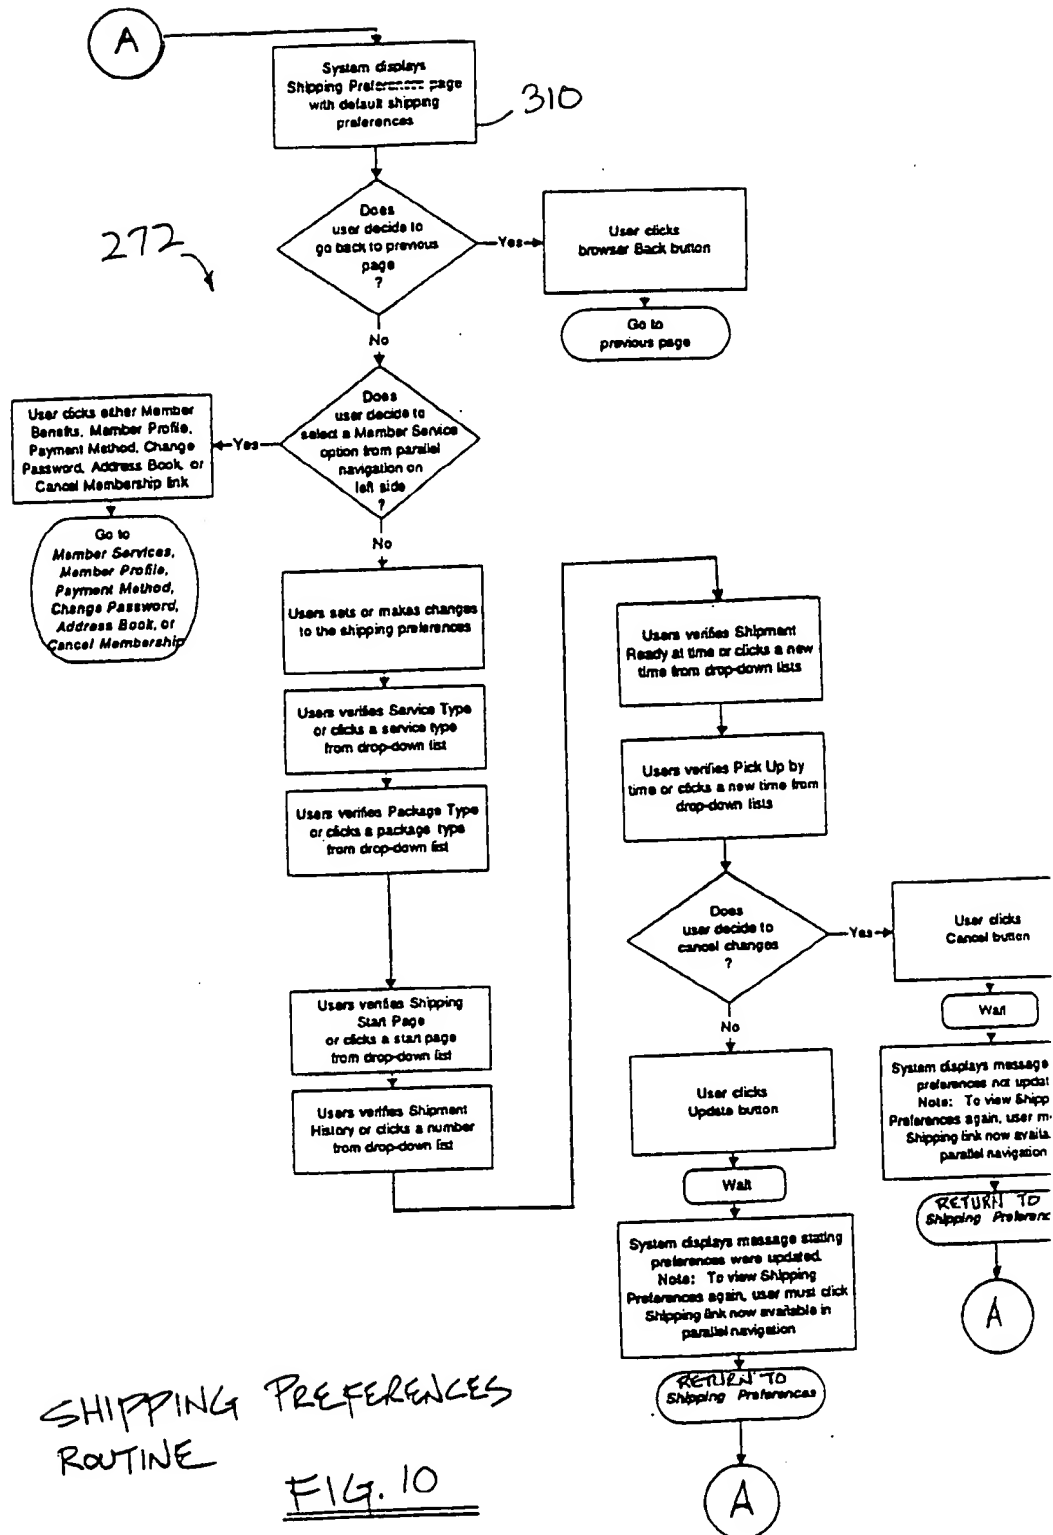 A
System displays
Shipping Preferences page
with default shipping
preferences
310
272
Does
user decide to
go back to previous
page
?
Yes
User clicks
browser Back button
Go to
previous page
No
Does
user decide to
select a Member Service
option from parallel
navigation on
left side
?
Yes
User clicks either Member
Benefits, Member Profile,
Payment Method, Change
Password, Address Book, or
Cancel Membership link
Go to
Member Services,
Member Profile,
Payment Method,
Change Password,
Address Book, or
Cancel Membership
No
Users sets or makes changes
to the shipping preferences
Users verifies Service Type
or clicks a service type
from drop-down list
Users verifies Package Type
or clicks a package type
from drop-down list
Users verifies Shipping
Start Page
or clicks a start page
from drop-down list
Users verifies Shipment
History or clicks a number
from drop-down list
Users verifies Shipment
Ready at time or clicks a new
time from drop-down lists
Users verifies Pick Up by
time or clicks a new time from
drop-down lists
Does
user decide to
cancel changes
?
Yes
User clicks
Cancel button
Wait
System displays message
preferences not updat
Note: To view Shipp
Preferences again, user m
Shipping link now availa
parallel navigation
RETURN TO
Shipping Preferenc
A
No
User clicks
Update button
Wait
System displays message stating
preferences were updated.
Note: To view Shipping
Preferences again, user must click
Shipping link now available in
parallel navigation
RETURN TO
Shipping Preferences
A
SHIPPING PREFERENCES
ROUTINE
FIG. 10